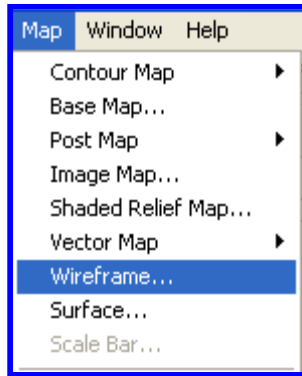 Map Window Help
Contour Map
Base Map...
Post Map
Image Map...
Shaded Relief Map...
Vector Map
Wireframe...
Surface...
Scale Bar...